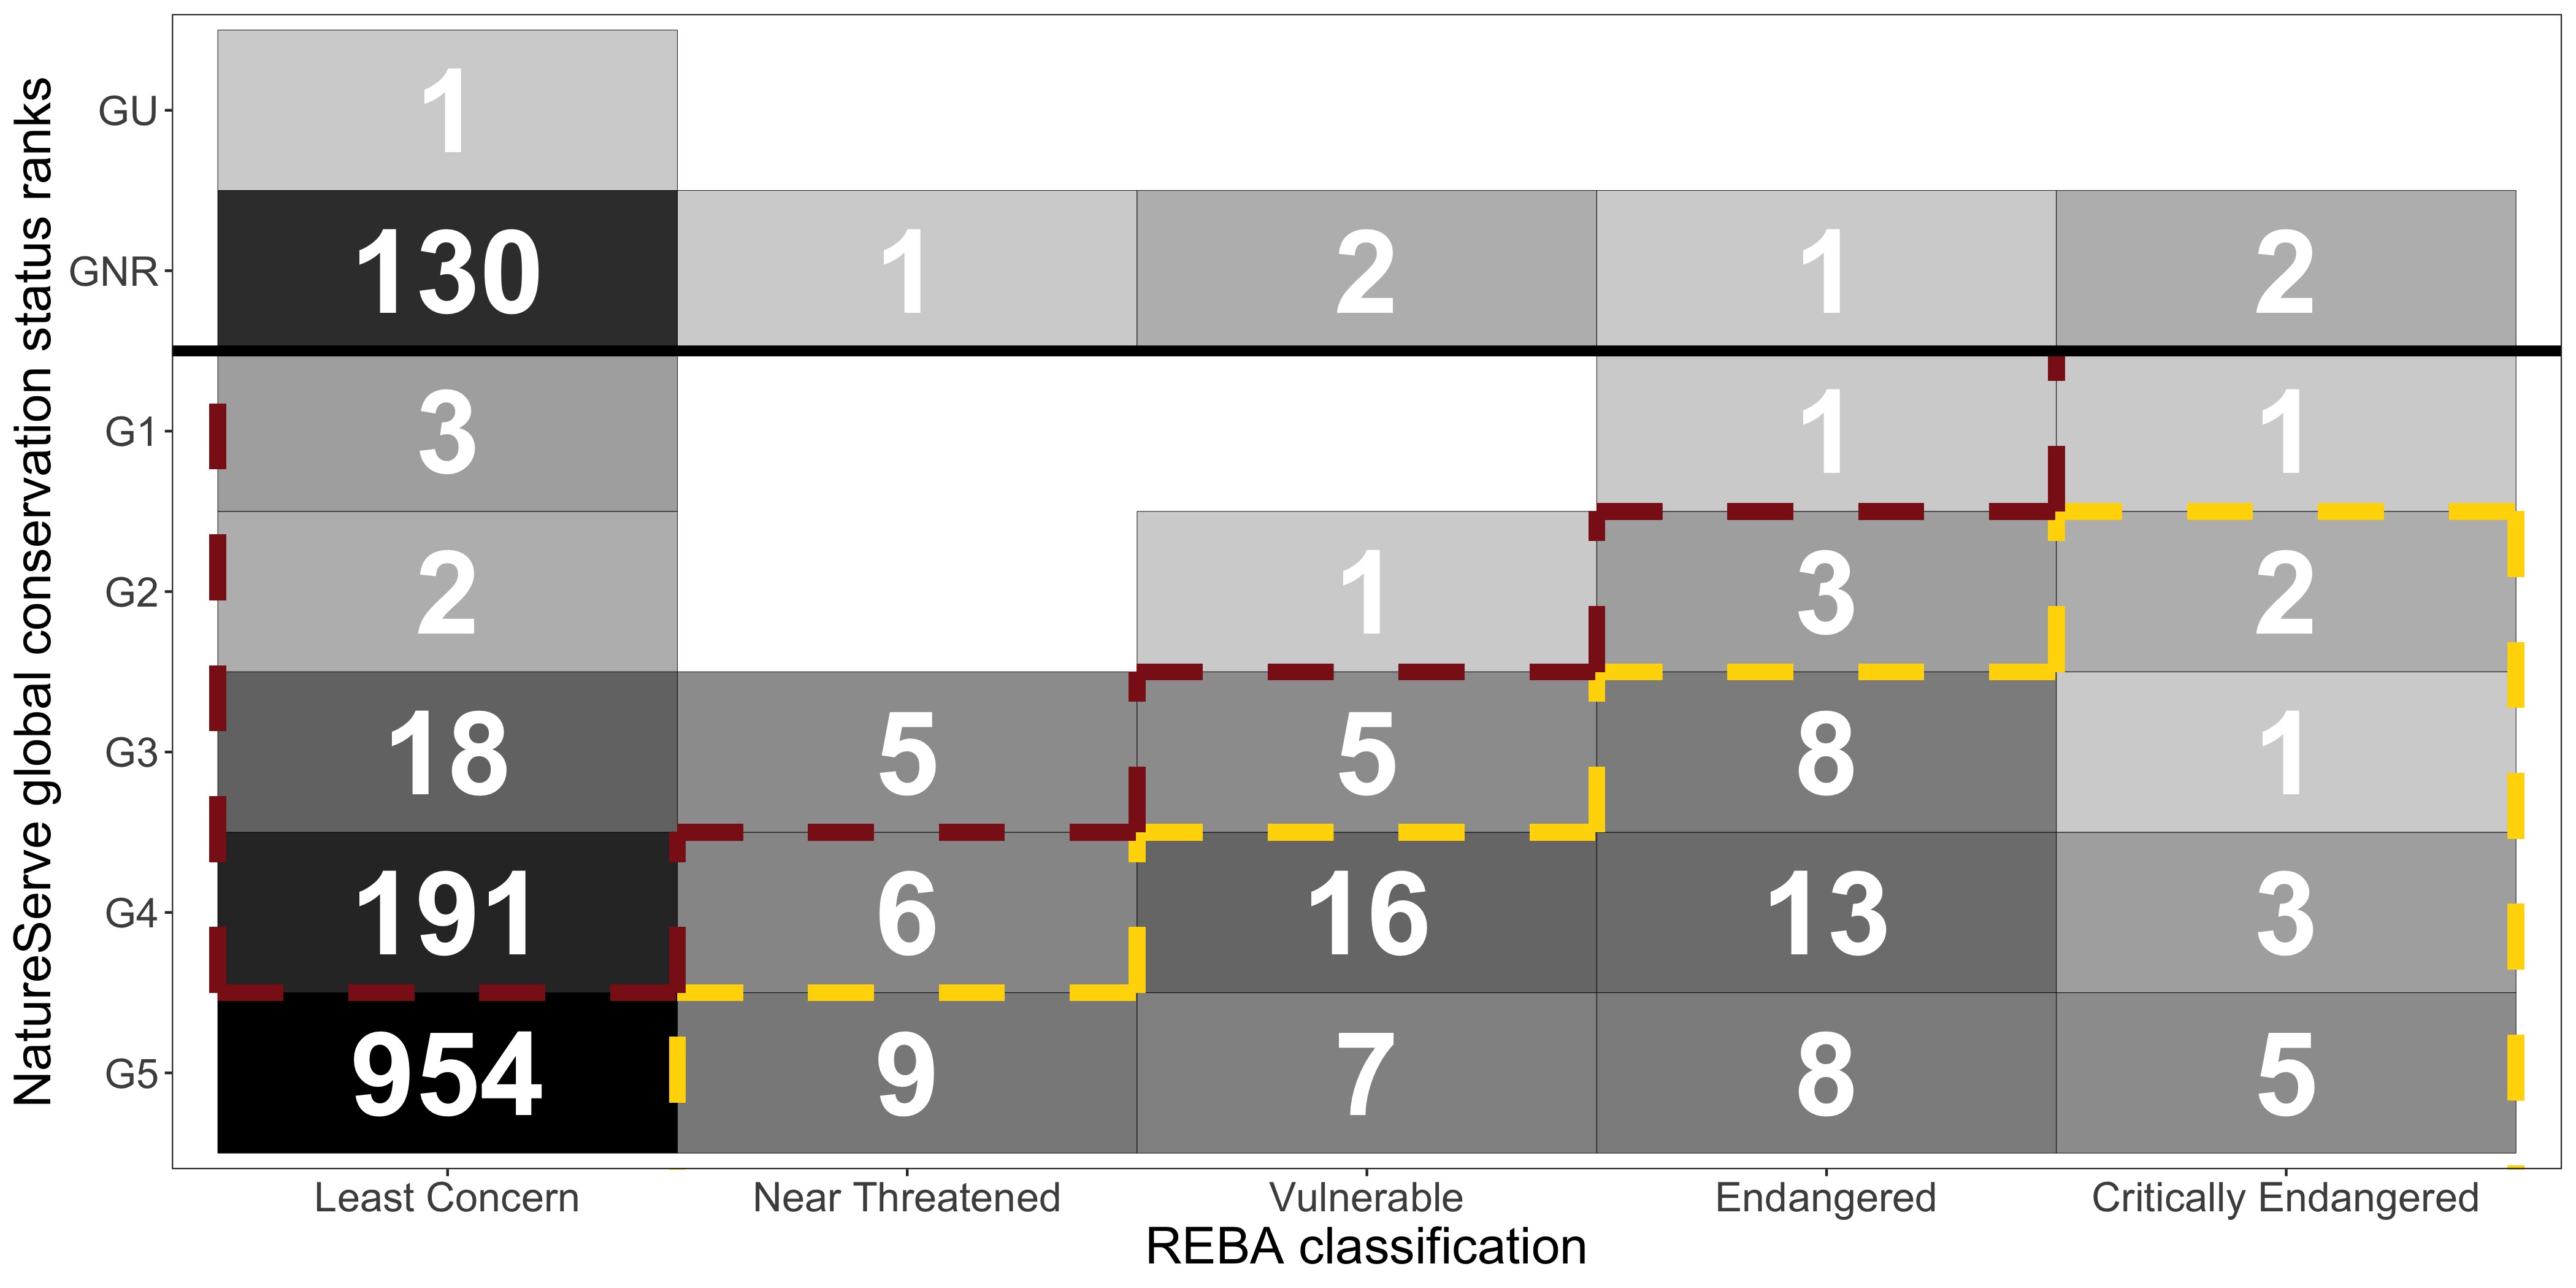 NatureServe global conservation status ranks
GU 1
GNR 130 1 2 1 2
G1 3 1 1
G2 2 1 3 2
G3 18 5 5 8 1
G4 191 6 16 13 3
G5 954 9 7 8 5
Least Concern Near Threatened Vulnerable Endangered Critically Endangered
REBA classification